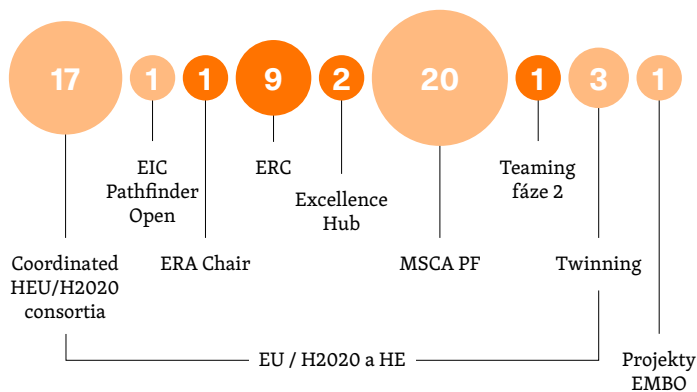 17
1
1
9
2
20
1
3
1
EIC
Pathfinder
Open
ERC
Excellence
Hub
Teaming
fáze 2
Coordinated
HEU/H2020
consortia
ERA Chair
MSCA PF
Twinning
EU / H2020 a HE
Projekty
EMBO